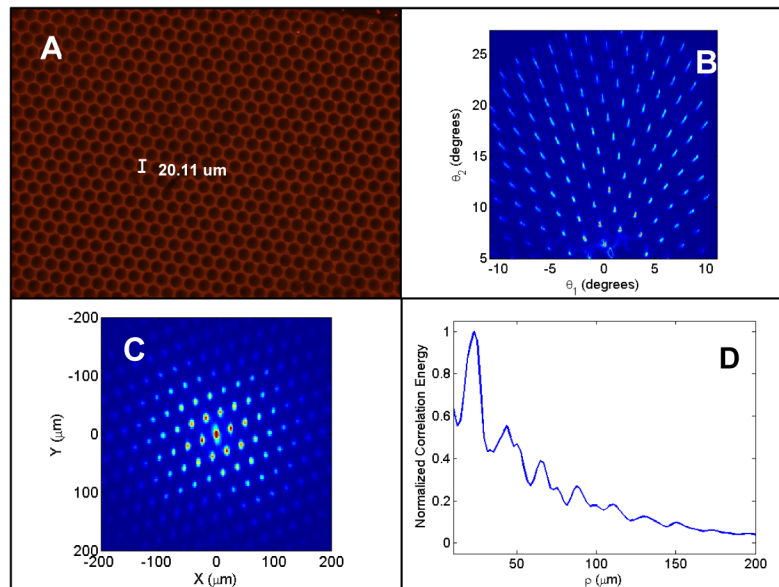 A
20.11 um
B
25
20
15
10
5
θ2 (degrees)
-10
-5
0
5
10
θ1 (degrees)
C
-200
-100
0
100
200
Y (μm)
-200
-100
0
100
200
X (μm)
D
1
0.8
0.6
0.4
0.2
0
Normalized Correlation Energy
50
100
150
200
ρ (μm)